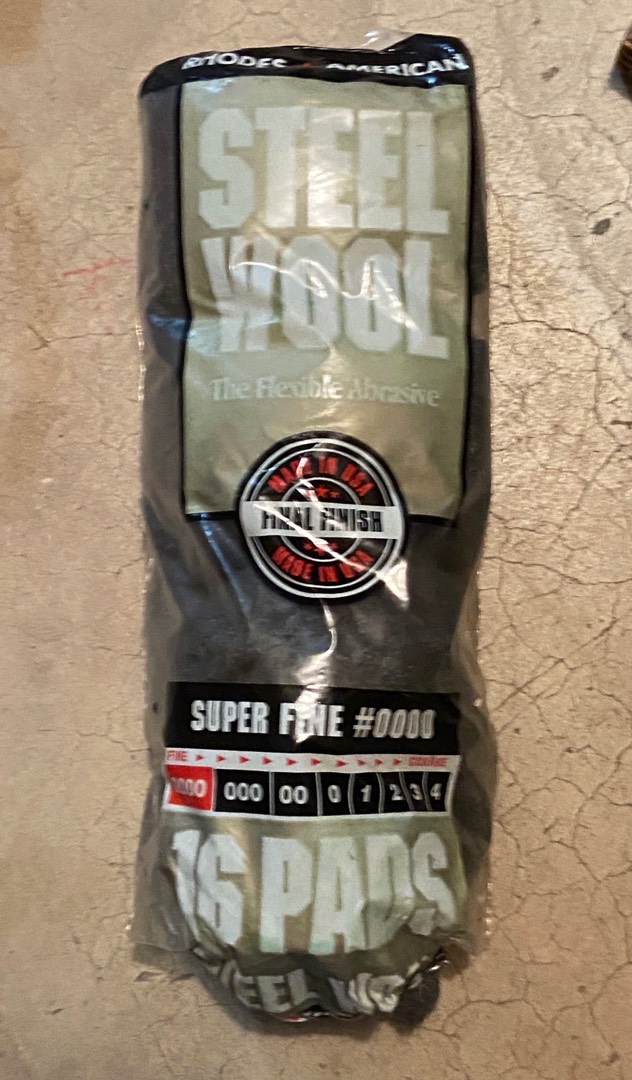 RHODES AMERICAN
STEEL
WOOL
The Flexible Abrasive
MADE IN USA
FINAL FINISH
MADE IN USA
SUPER FINE #0000
FINE COARSE
0000 000 00 0 1 2 3 4
16 PADS
STEEL WOOL